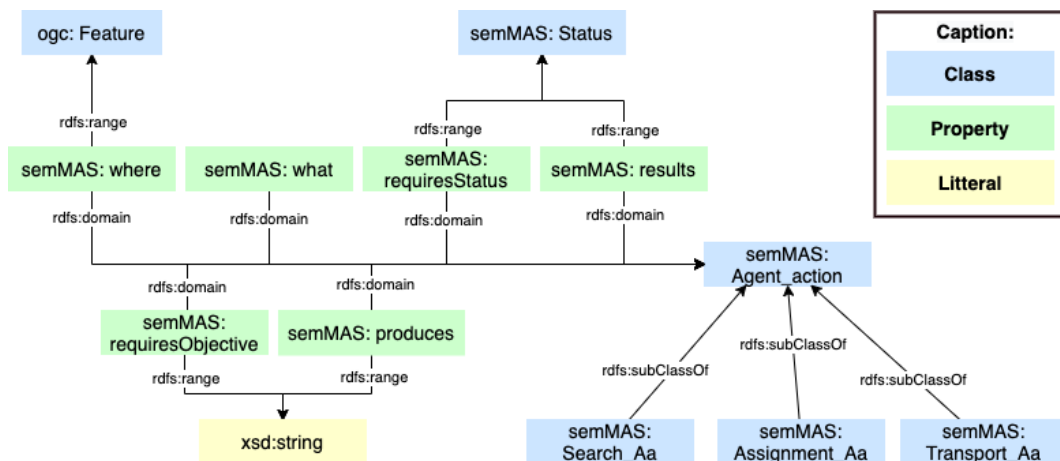 ogc: Feature
semMAS: Status
Caption:
Class
Property
Litteral
rdfs:range
rdfs:range
rdfs:range
semMAS: where
semMAS: what
semMAS:
requiresStatus
semMAS: results
rdfs:domain
rdfs:domain
rdfs:domain
rdfs:domain
semMAS:
Agent_action
rdfs:domain
rdfs:domain
semMAS:
requiresObjective
semMAS: produces
rdfs:range
rdfs:range
rdfs:subClassOf
rdfs:subClassOf
rdfs:subClassOf
xsd:string
semMAS:
Search_Aa
semMAS:
Assignment_Aa
semMAS:
Transport_Aa